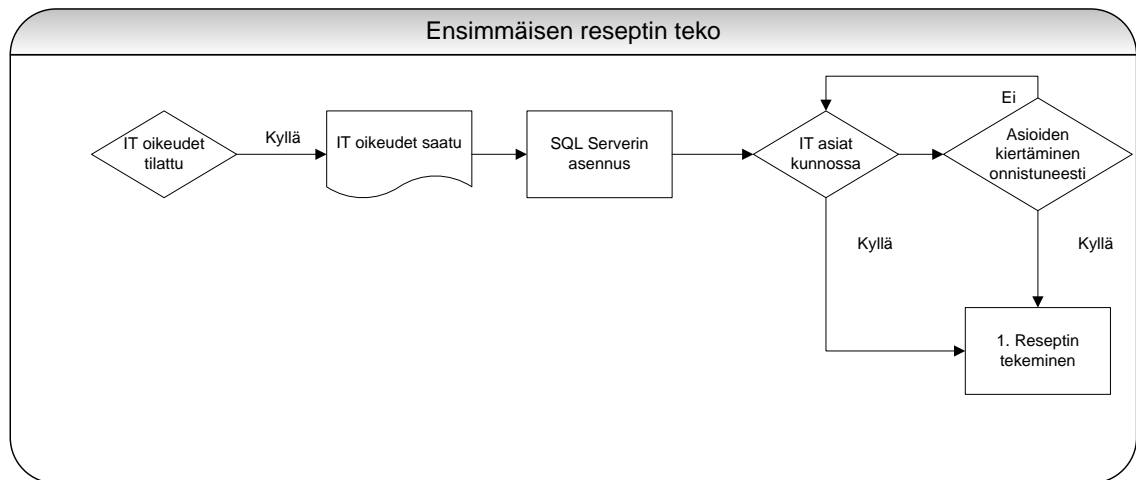 Ensimmäisen reseptin teko
IT oikeudet
tilattu
Kyllä
IT oikeudet saatu
SQL Serverin
asennus
IT asiat
kunnossa
Ei
Asioiden
kiertäminen
onnistuneesti
Kyllä
Kyllä
1. Reseptin
tekeminen